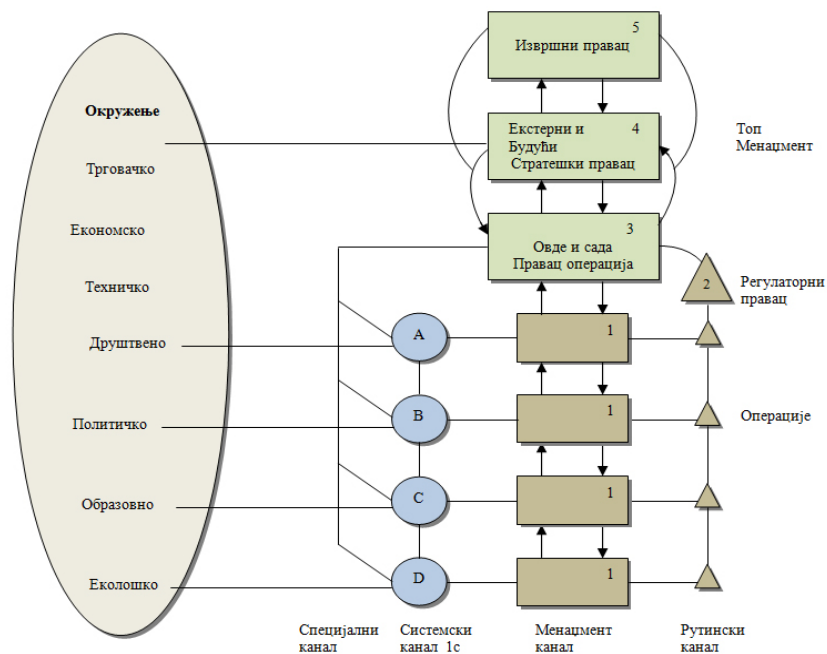 5
Извршни правац
Окружење
Екстерни и 4
Будући
Стратешки правац
Топ
Менаџмент
Трговачко
3
Економско
Овде и сада
Правац операција
Техничко
2
Регулаторни
правац
Друштвено
A
1
Политичко
B
1
Операције
Образовно
C
1
Еколошко
D
1
Специјални
канал
Системски
канал 1c
Менаџмент
канал
Рутински
канал